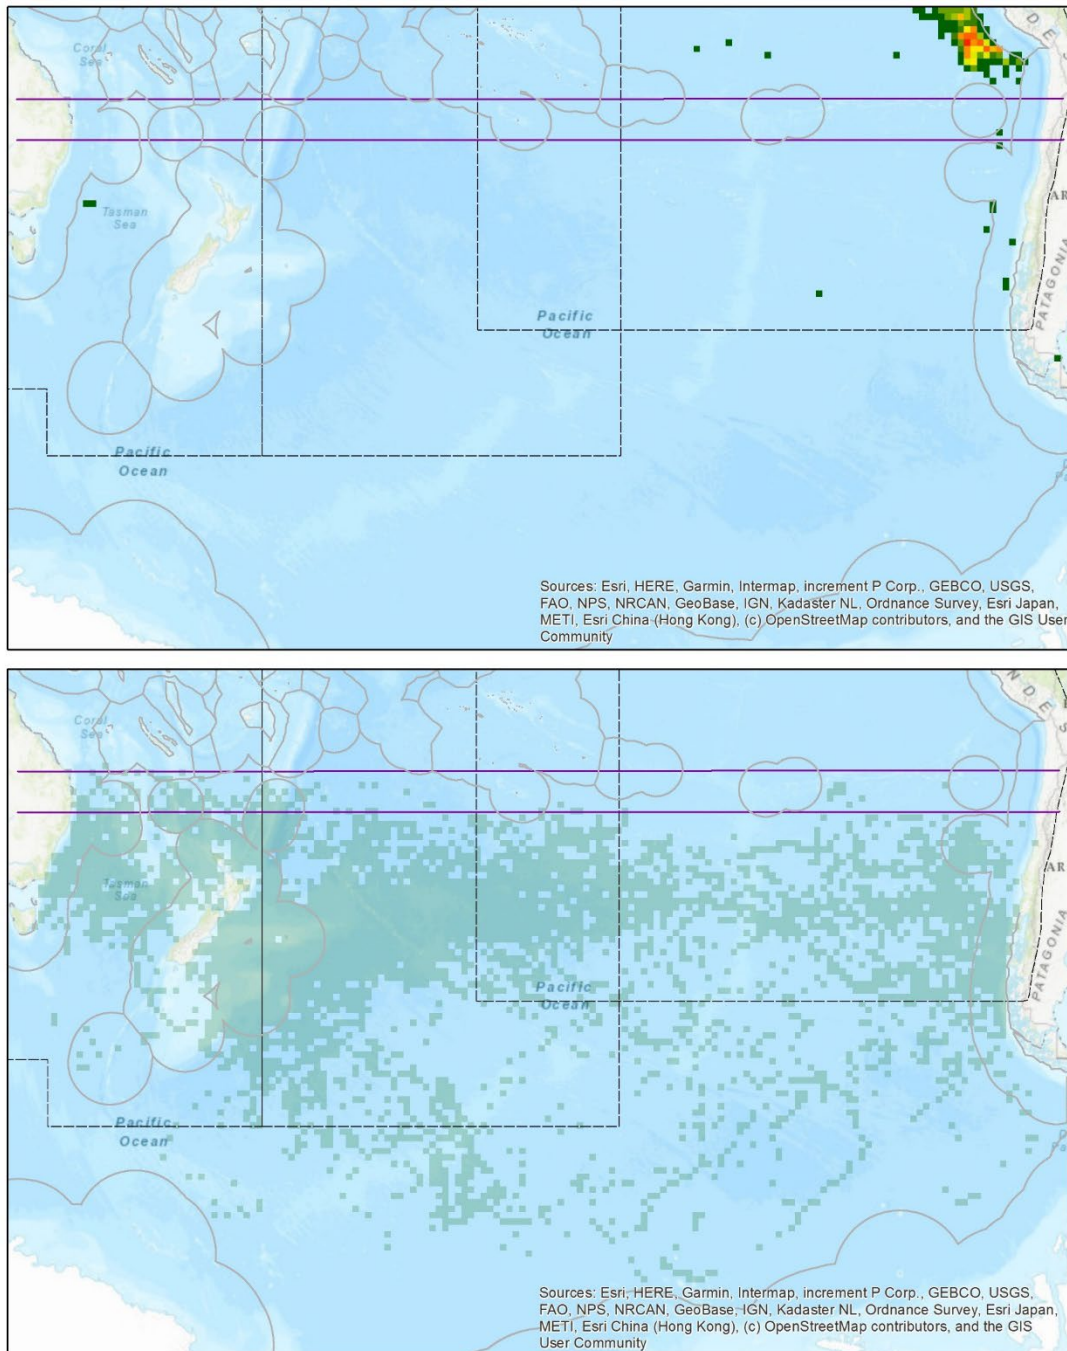 Coral
Sea
DES
Tasman
Sea
AR
PATAGONIA
Pacific
Ocean
Pacific
Ocean
Sources: Esri, HERE, Garmin, Intermap, increment P Corp., GEBCO, USGS,
FAO, NPS, NRCAN, GeoBase, IGN, Kadaster NL, Ordnance Survey, Esri Japan,
METI, Esri China (Hong Kong), (c) OpenStreetMap contributors, and the GIS User
Community
Coral
Sea
NDES
Tasman
Sea
AR
PATAGONIA
Pacific
Ocean
Pacific
Ocean
Sources: Esri, HERE, Garmin, Intermap, increment P Corp., GEBCO, USGS,
FAO, NPS, NRCAN, GeoBase, IGN, Kadaster NL, Ordnance Survey, Esri Japan,
METI, Esri China (Hong Kong), (c) OpenStreetMap contributors, and the GIS
User Community